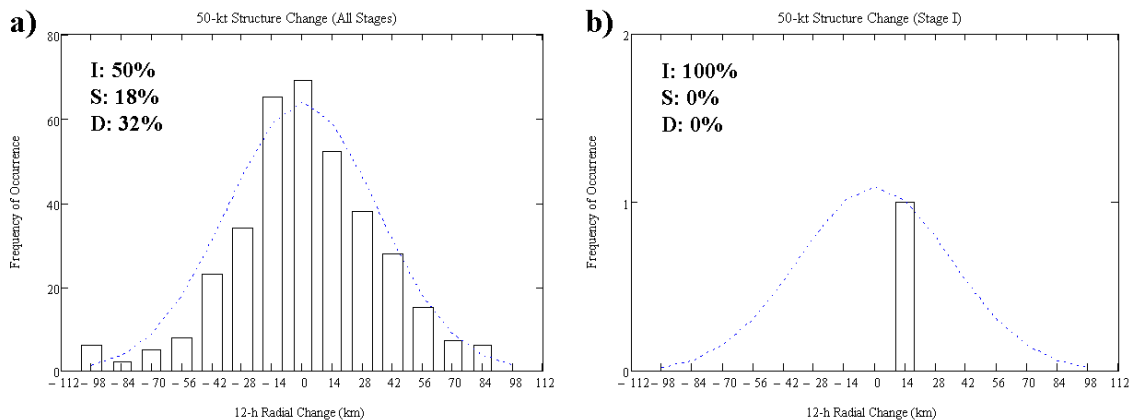 a)
50-kt Structure Change (All Stages)
I: 50%
S: 18%
D: 32%
Frequency of Occurrence
80
60
40
20
0
– 112 – 98 – 84 – 70 – 56 – 42 – 28 – 14 0 14 28 42 56 70 84 98 112
12-h Radial Change (km)
b)
50-kt Structure Change (Stage I)
I: 100%
S: 0%
D: 0%
Frequency of Occurrence
2
1
0
– 112 – 98 – 84 – 70 – 56 – 42 – 28 – 14 0 14 28 42 56 70 84 98 112
12-h Radial Change (km)